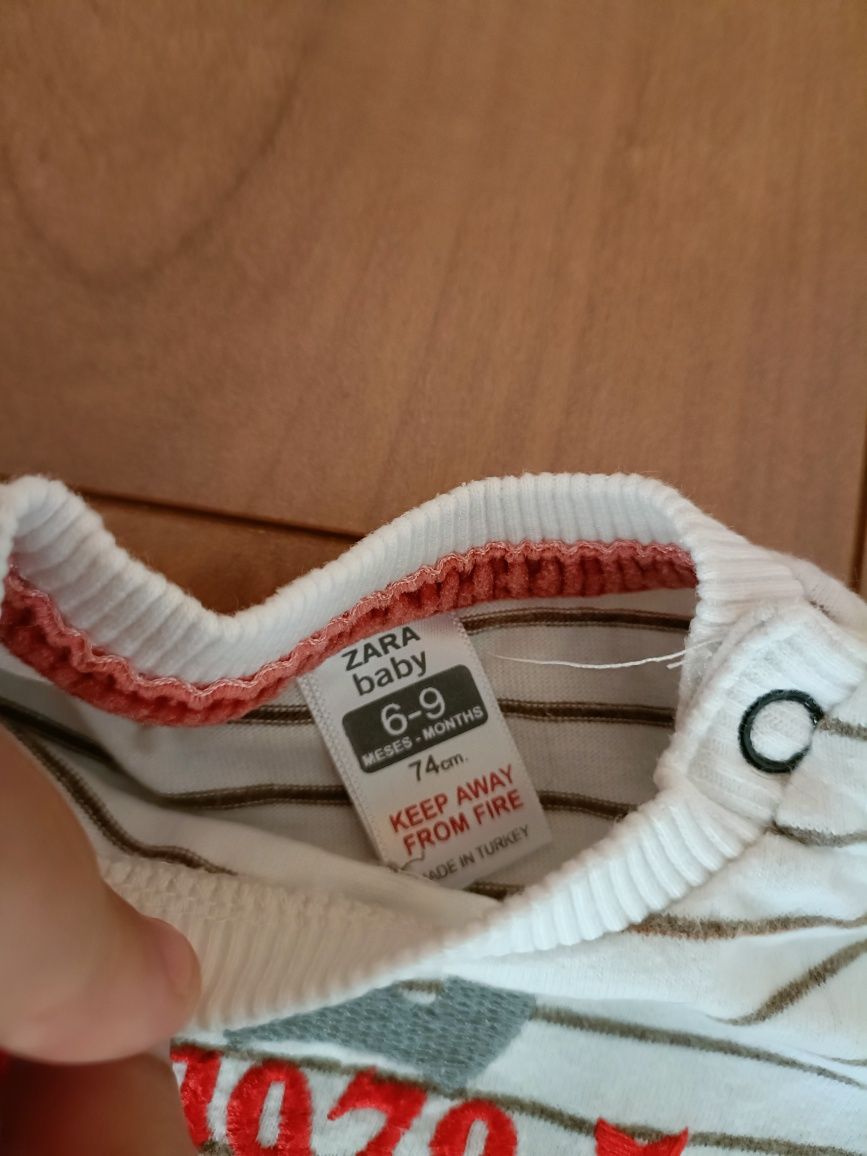 ZARA
baby
6-9
MESES - MONTHS
74cm.
KEEP AWAY
FROM FIRE
MADE IN TURKEY